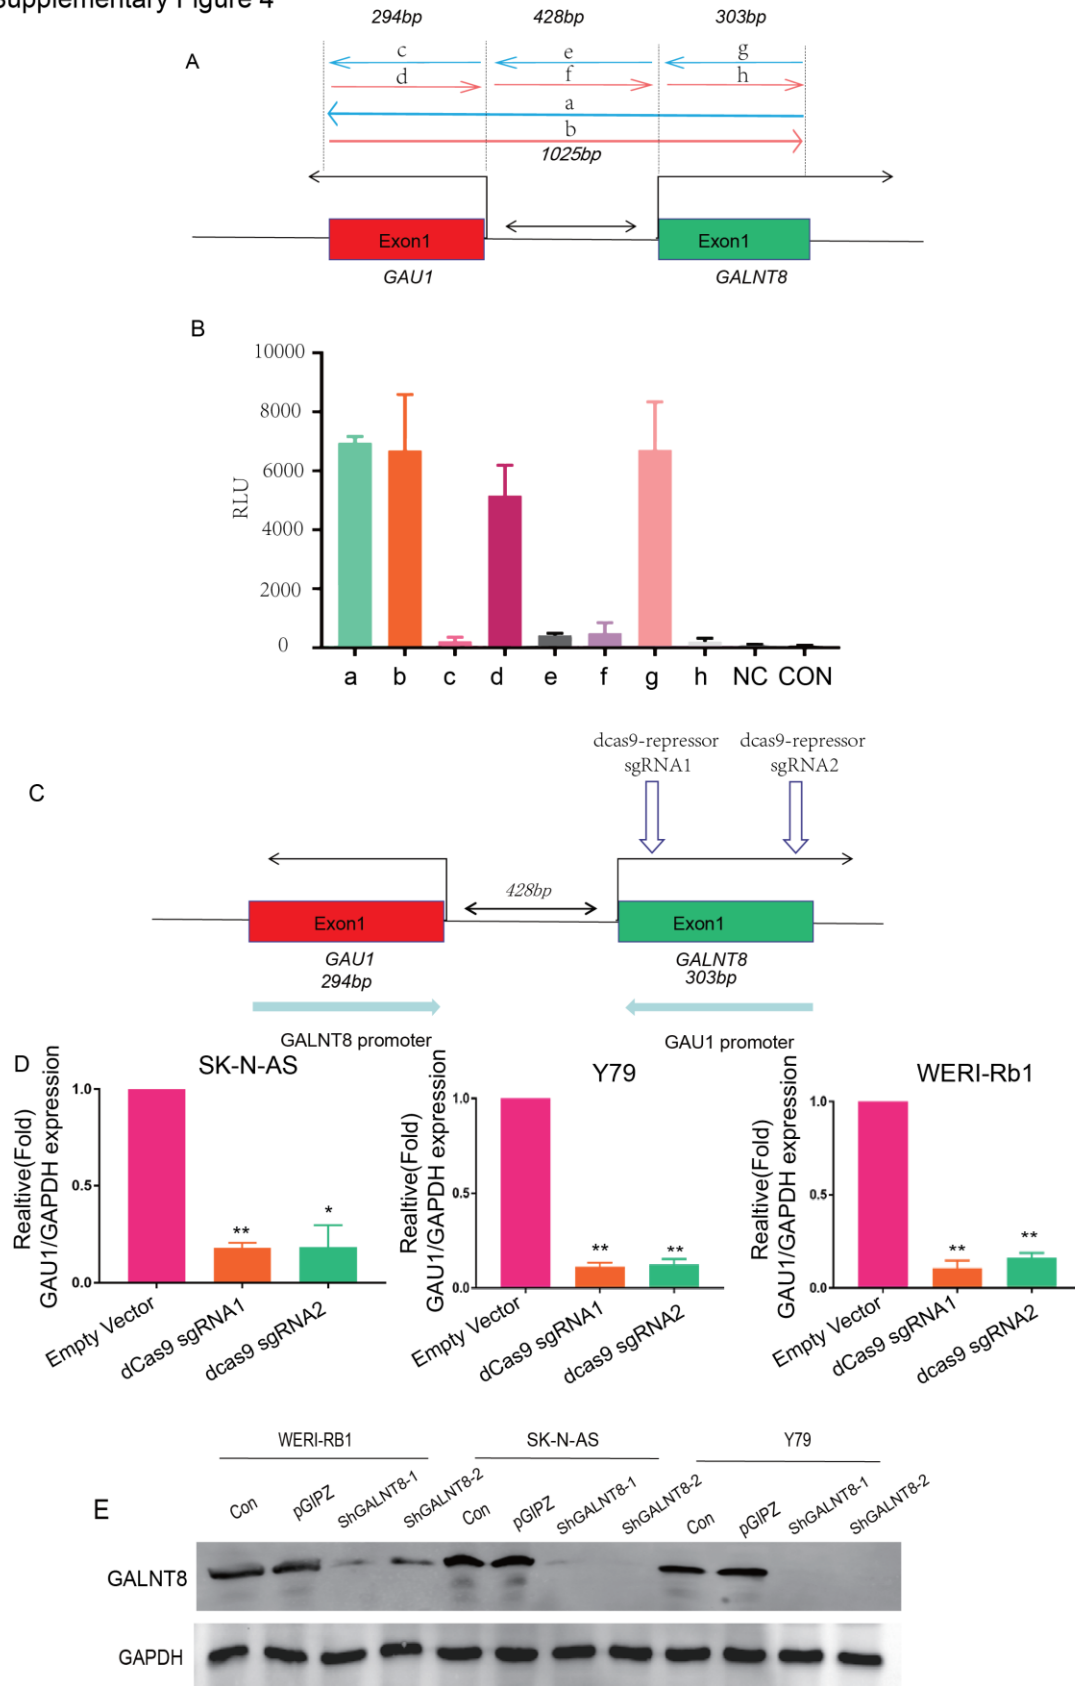 Supplementary Figure 4
294bp 428bp 303bp
A
c e g
d f h
a
b
1025bp
Exon1 Exon1
GAU1 GALNT8
B
10000
8000
6000
4000
2000
0
RLU
a b c d e f g h NC CON
dcas9-repressor dcas9-repressor
sgRNA1 sgRNA2
C
428bp
Exon1 Exon1
GAU1 GALNT8
294bp 303bp
GALNT8 promoter GAU1 promoter
D
SK-N-AS
Realtive(Fold)
GAU1/GAPDH expression
1.0
0.5
0.0
** *
Empty Vector
dCas9 sgRNA1
dcas9 sgRNA2
Y79
Realtive(Fold)
GAU1/GAPDH expression
1.0
0.5
0.0
** **
Empty Vector
dCas9 sgRNA1
dcas9 sgRNA2
WERI-Rb1
Realtive(Fold)
GAU1/GAPDH expression
1.0
0.5
0.0
** **
Empty Vector
dCas9 sgRNA1
dcas9 sgRNA2
E
WERI-RB1 SK-N-AS Y79
Con pGIPZ ShGALNT8-1 ShGALNT8-2 Con pGIPZ ShGALNT8-1 ShGALNT8-2 Con pGIPZ ShGALNT8-1 ShGALNT8-2
GALNT8
GAPDH